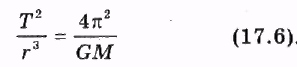 T²/r³ = 4π²/GM (17.6).